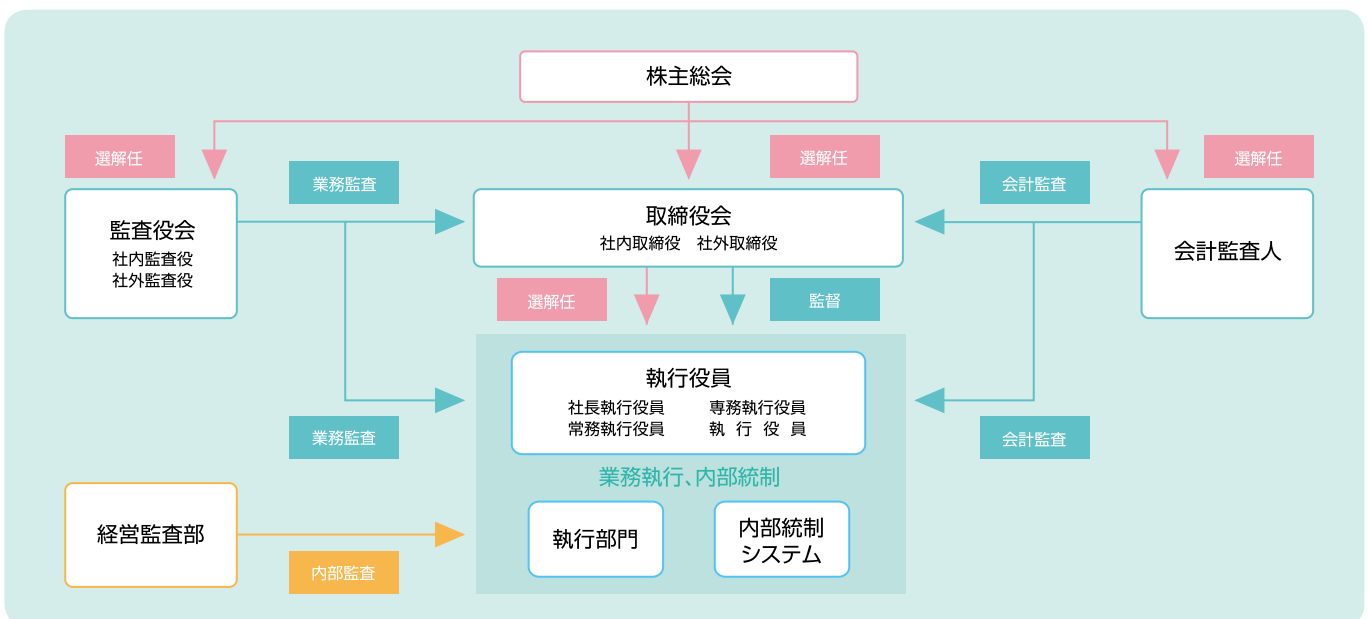 株主総会
選解任
選解任
選解任
業務監査
会計監査
監査役会
社内監査役
社外監査役
取締役会
社内取締役 社外取締役
会計監査人
選解任
監督
執行役員
社長執行役員 専務執行役員
常務執行役員 執行役員
業務監査
会計監査
業務執行、内部統制
経営監査部
内部監査
執行部門
内部統制
システム